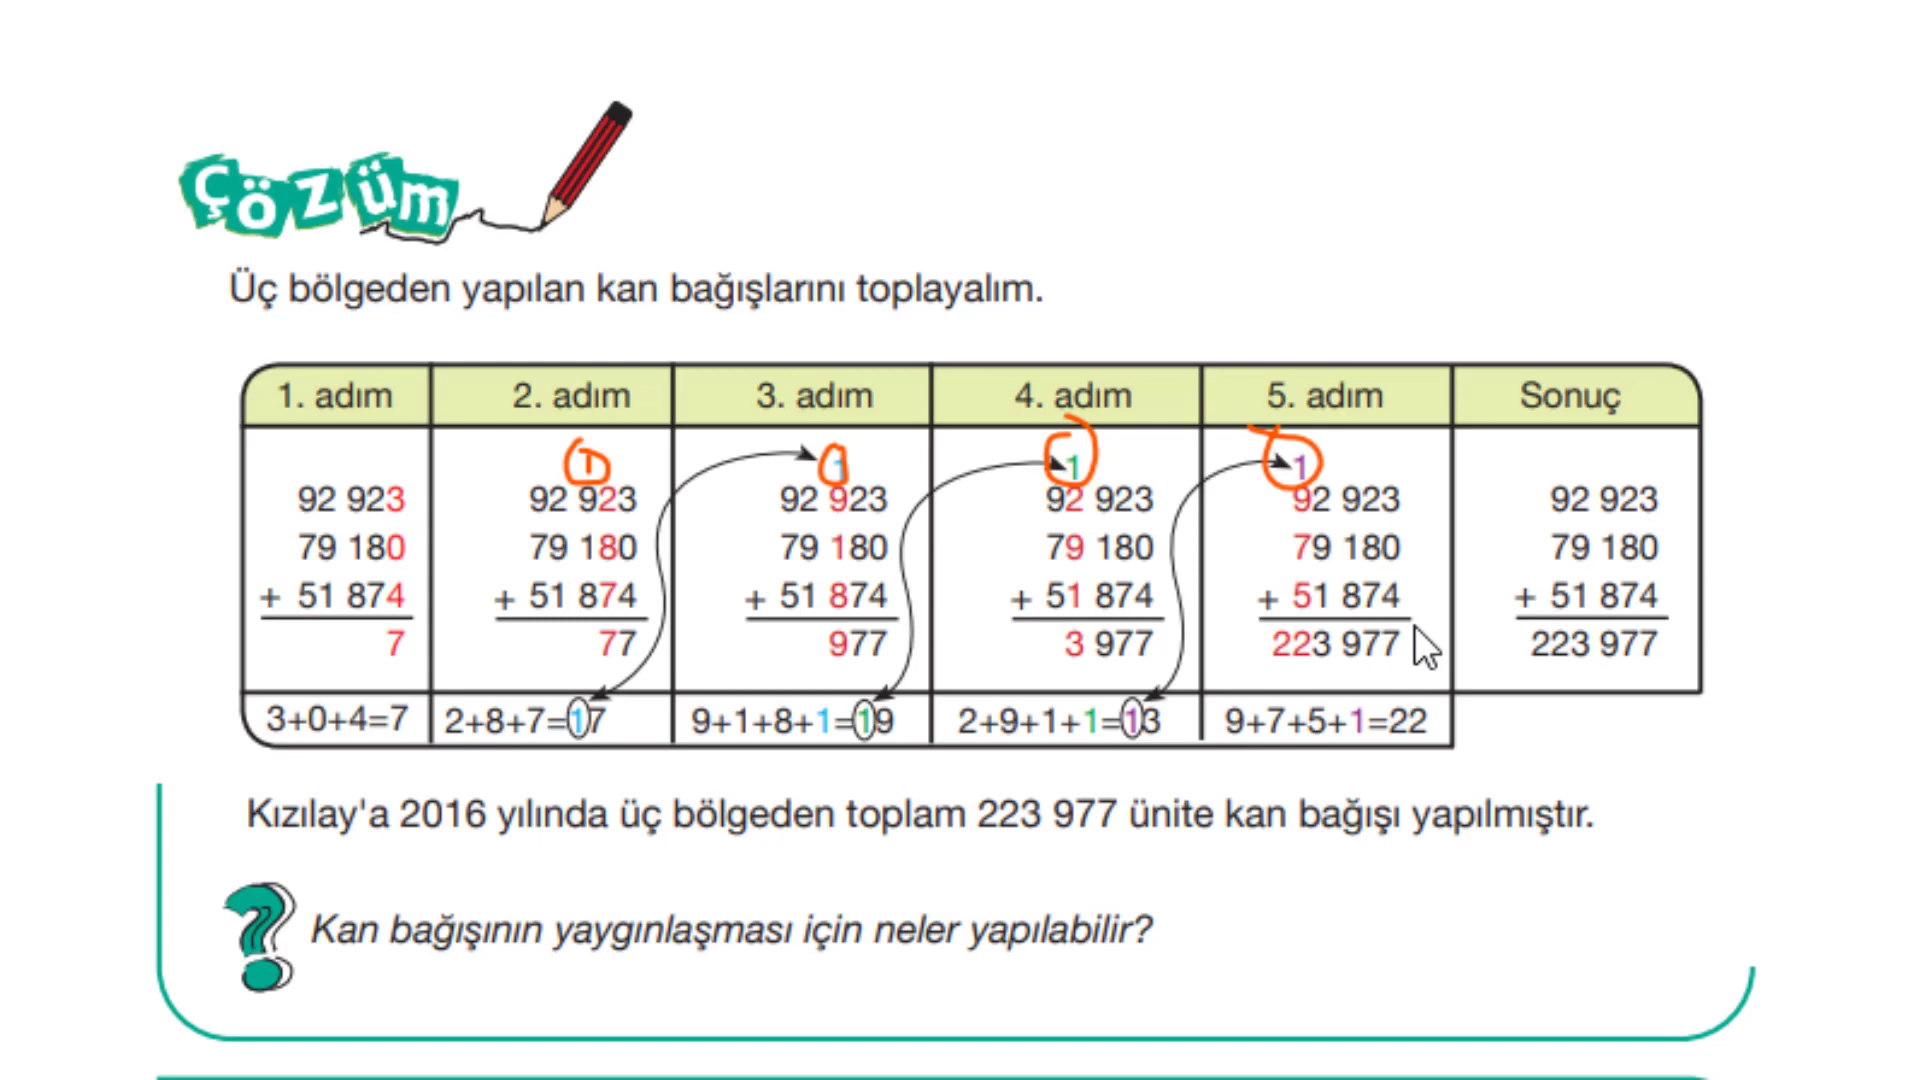 Çözüm
Üç bölgeden yapılan kan bağışlarını toplayalım.
1. adım 2. adım 3. adım 4. adım 5. adım Sonuç
1 1 1 1
92 923 92 923 92 923 92 923 92 923 92 923
79 180 79 180 79 180 79 180 79 180 79 180
+ 51 874 + 51 874 + 51 874 + 51 874 + 51 874 + 51 874
7 77 977 3 977 223 977 223 977
3+0+4=7 2+8+7=17 9+1+8+1=19 2+9+1+1=13 9+7+5+1=22
Kızılay'a 2016 yılında üç bölgeden toplam 223 977 ünite kan bağışı yapılmıştır.
? Kan bağışının yaygınlaşması için neler yapılabilir?